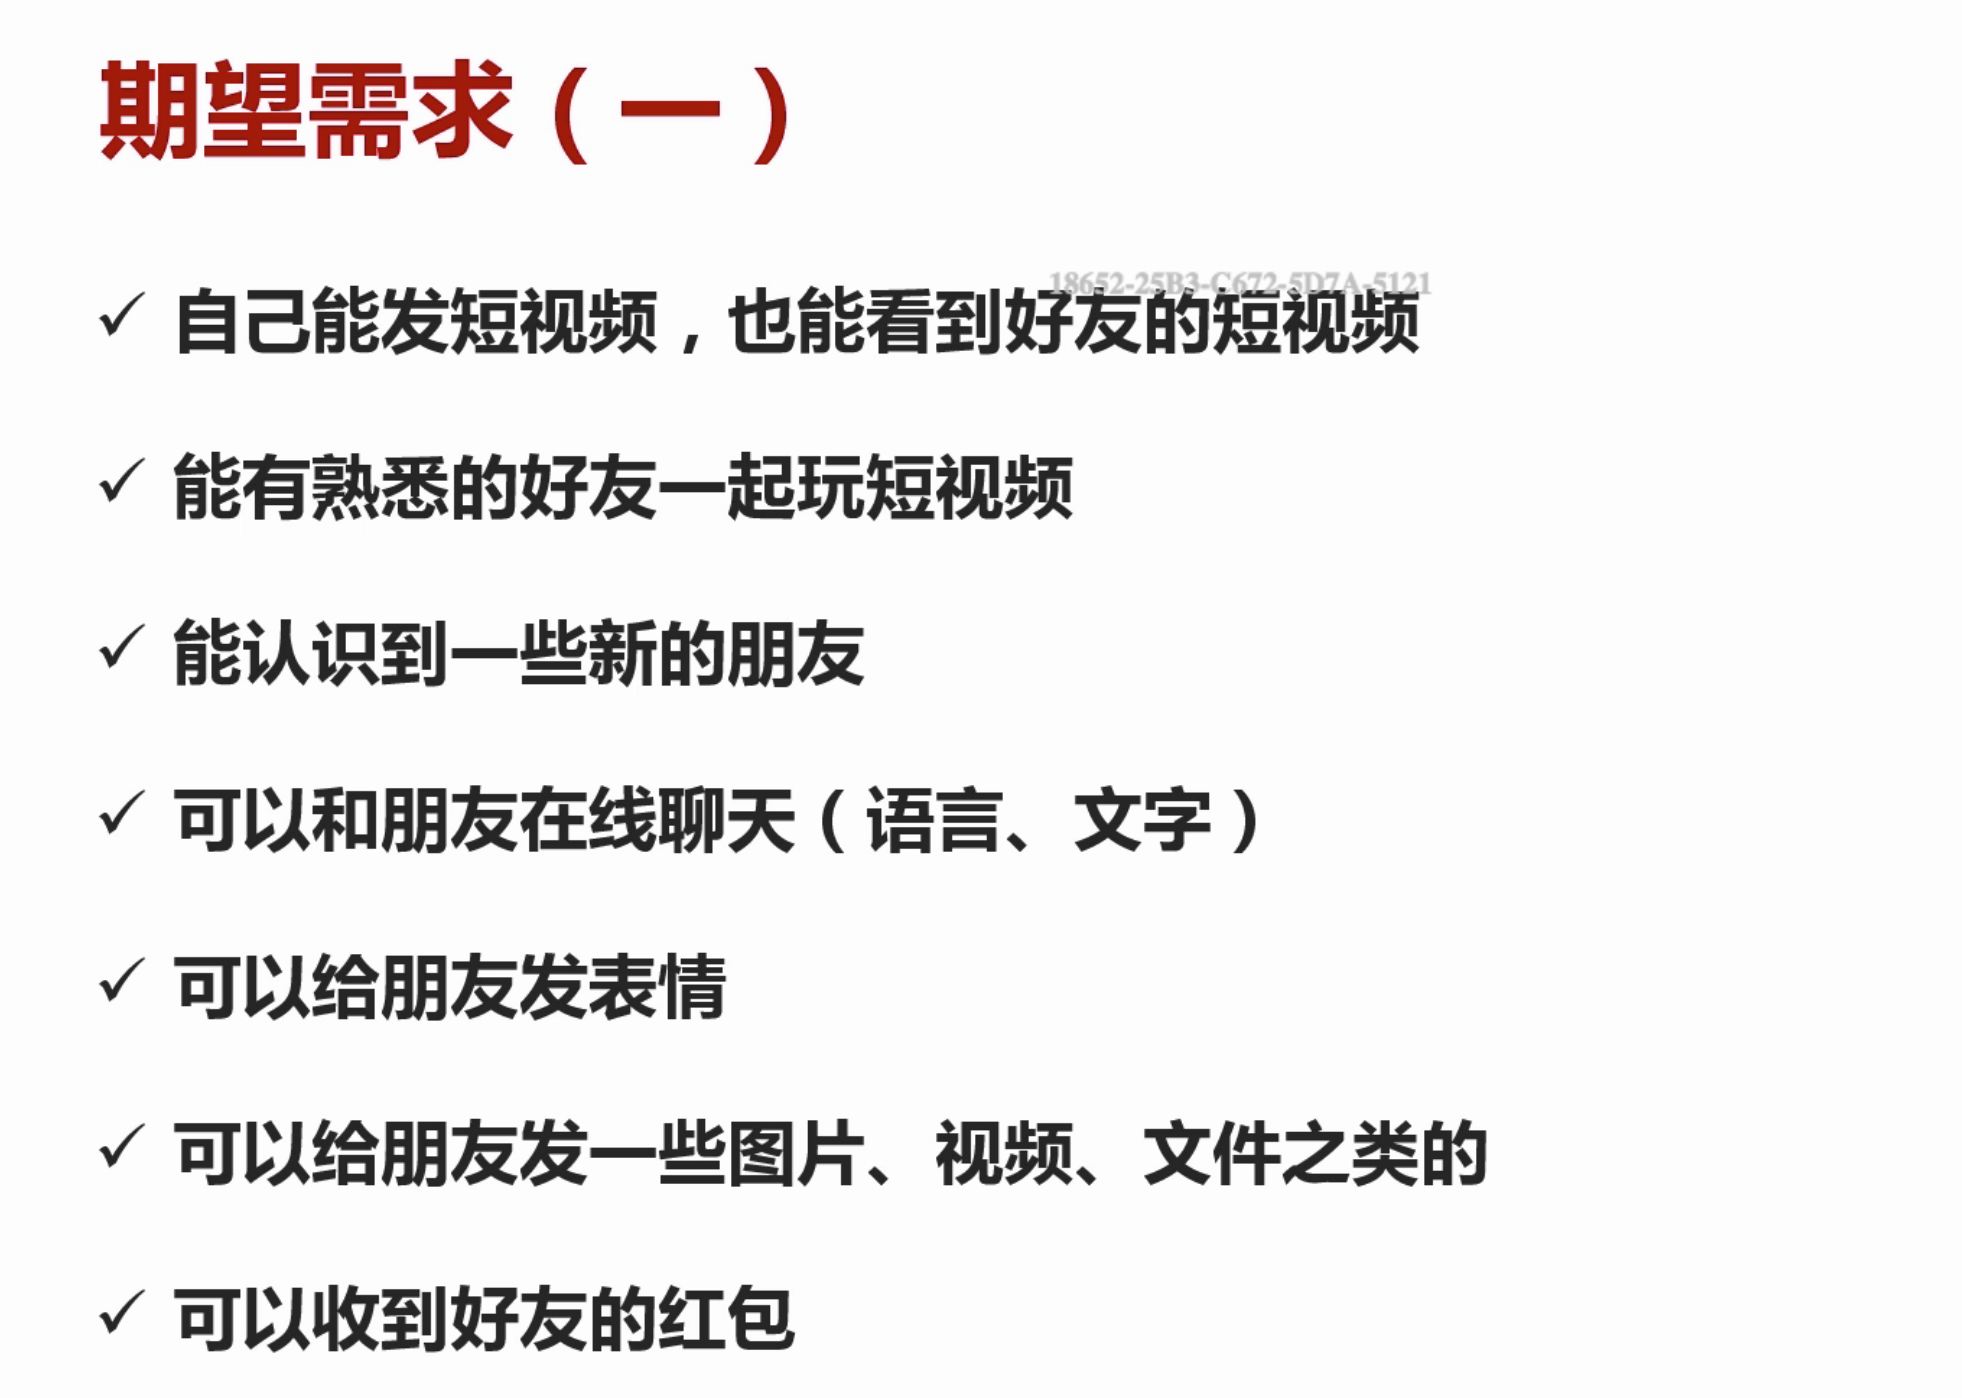 期望需求（一）
18652-25B3-C672-5D7A-5121
✓ 自己能发短视频，也能看到好友的短视频
✓ 能有熟悉的好友一起玩短视频
✓ 能认识到一些新的朋友
✓ 可以和朋友在线聊天（语言、文字）
✓ 可以给朋友发表情
✓ 可以给朋友发一些图片、视频、文件之类的
✓ 可以收到好友的红包